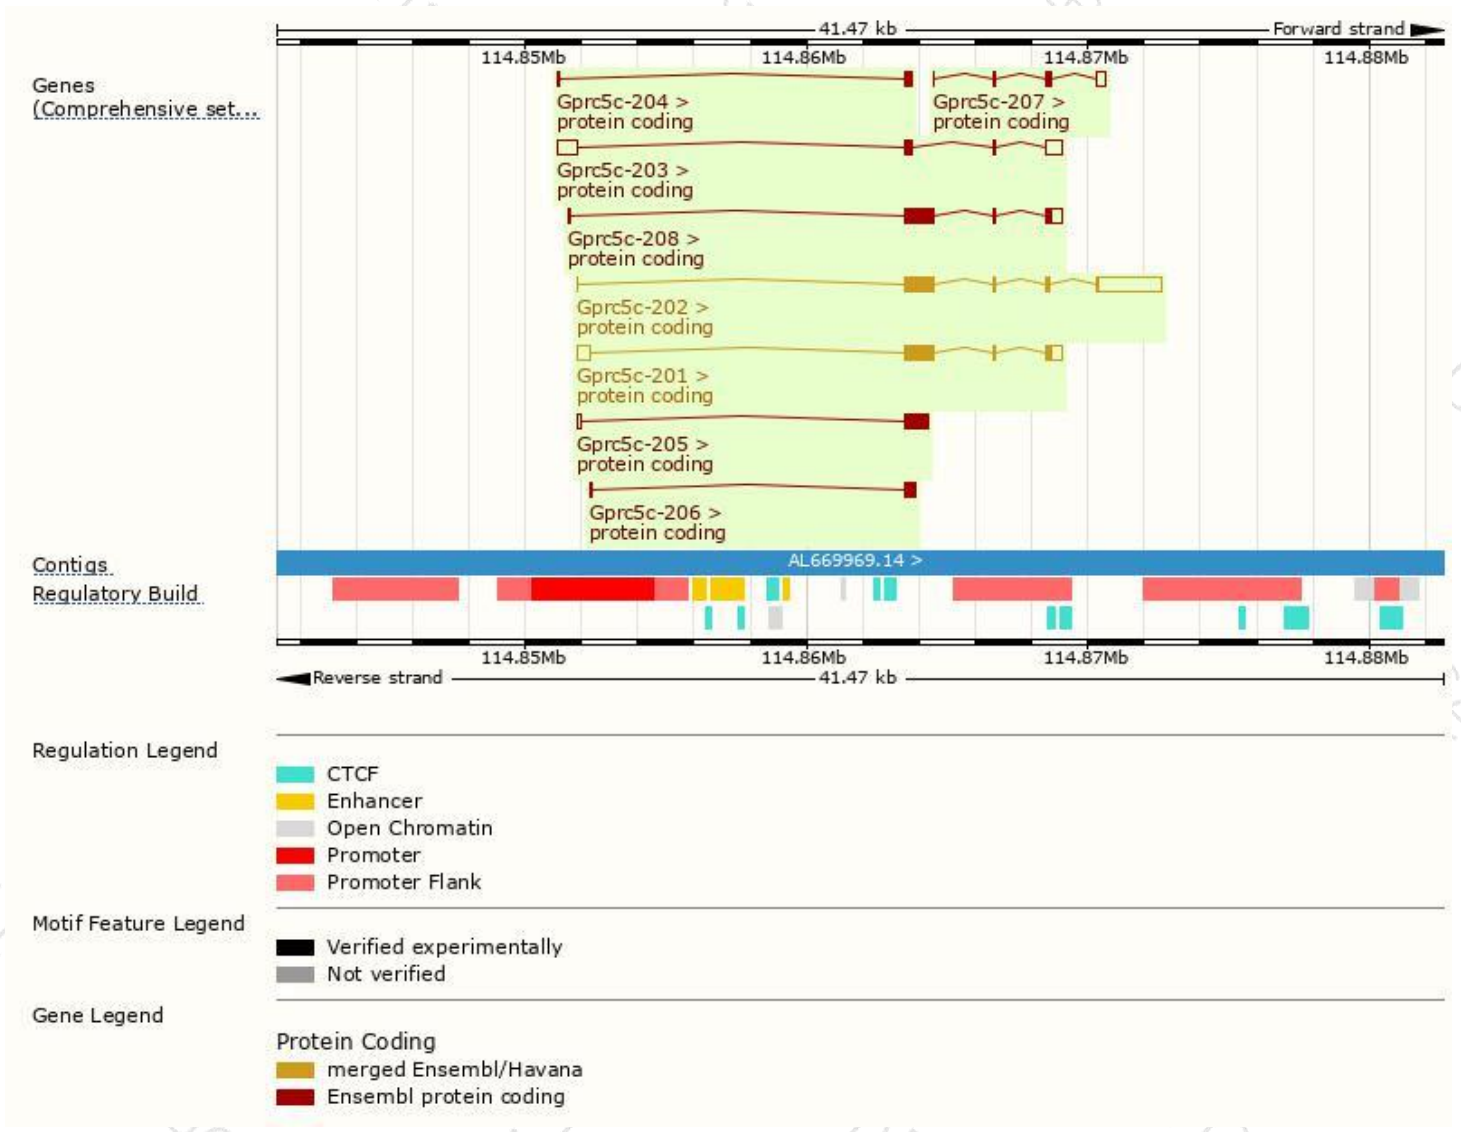 41.47 kb
Forward strand
114.85Mb 114.86Mb 114.87Mb 114.88Mb
Genes
(Comprehensive set...
Gprc5c-204 >
protein coding
Gprc5c-207 >
protein coding
Gprc5c-203 >
protein coding
Gprc5c-208 >
protein coding
Gprc5c-202 >
protein coding
Gprc5c-201 >
protein coding
Gprc5c-205 >
protein coding
Gprc5c-206 >
protein coding
Contigs
AL669969.14 >
Regulatory Build
114.85Mb 114.86Mb 114.87Mb 114.88Mb
Reverse strand
41.47 kb
Regulation Legend
CTCF
Enhancer
Open Chromatin
Promoter
Promoter Flank
Motif Feature Legend
Verified experimentally
Not verified
Gene Legend
Protein Coding
merged Ensembl/Havana
Ensembl protein coding